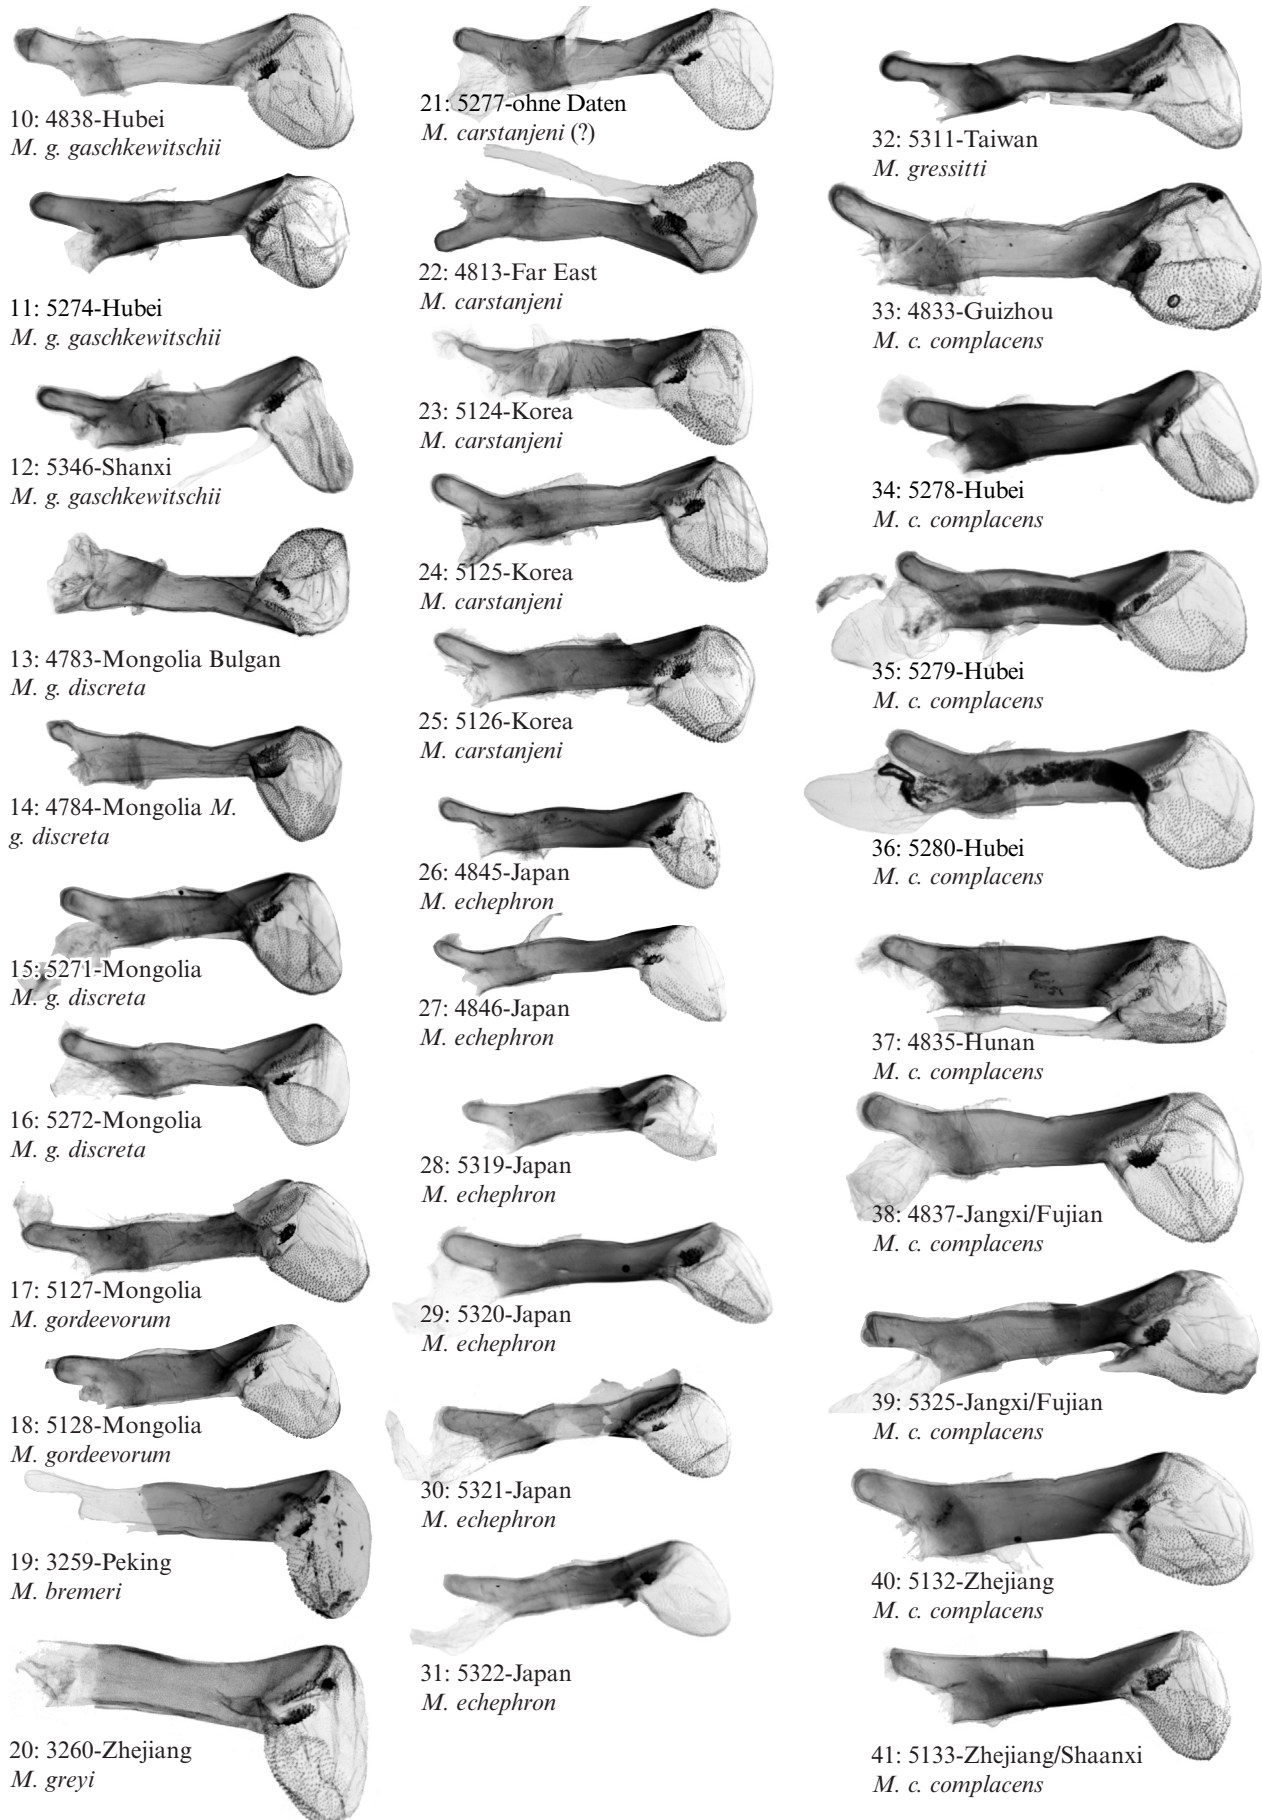 10: 4838-Hubei
M. g. gaschkewitschii
11: 5274-Hubei
M. g. gaschkewitschii
12: 5346-Shanxi
M. g. gaschkewitschii
13: 4783-Mongolia Bulgan
M. g. discreta
14: 4784-Mongolia M.
g. discreta
15: 5271-Mongolia
M. g. discreta
16: 5272-Mongolia
M. g. discreta
17: 5127-Mongolia
M. gordeevorum
18: 5128-Mongolia
M. gordeevorum
19: 3259-Peking
M. bremeri
20: 3260-Zhejiang
M. greyi
21: 5277-ohne Daten
M. carstanjeni (?)
22: 4813-Far East
M. carstanjeni
23: 5124-Korea
M. carstanjeni
24: 5125-Korea
M. carstanjeni
25: 5126-Korea
M. carstanjeni
26: 4845-Japan
M. echephron
27: 4846-Japan
M. echephron
28: 5319-Japan
M. echephron
29: 5320-Japan
M. echephron
30: 5321-Japan
M. echephron
31: 5322-Japan
M. echephron
32: 5311-Taiwan
M. gressitti
33: 4833-Guizhou
M. c. complacens
34: 5278-Hubei
M. c. complacens
35: 5279-Hubei
M. c. complacens
36: 5280-Hubei
M. c. complacens
37: 4835-Hunan
M. c. complacens
38: 4837-Jangxi/Fujian
M. c. complacens
39: 5325-Jangxi/Fujian
M. c. complacens
40: 5132-Zhejiang
M. c. complacens
41: 5133-Zhejiang/Shaanxi
M. c. complacens